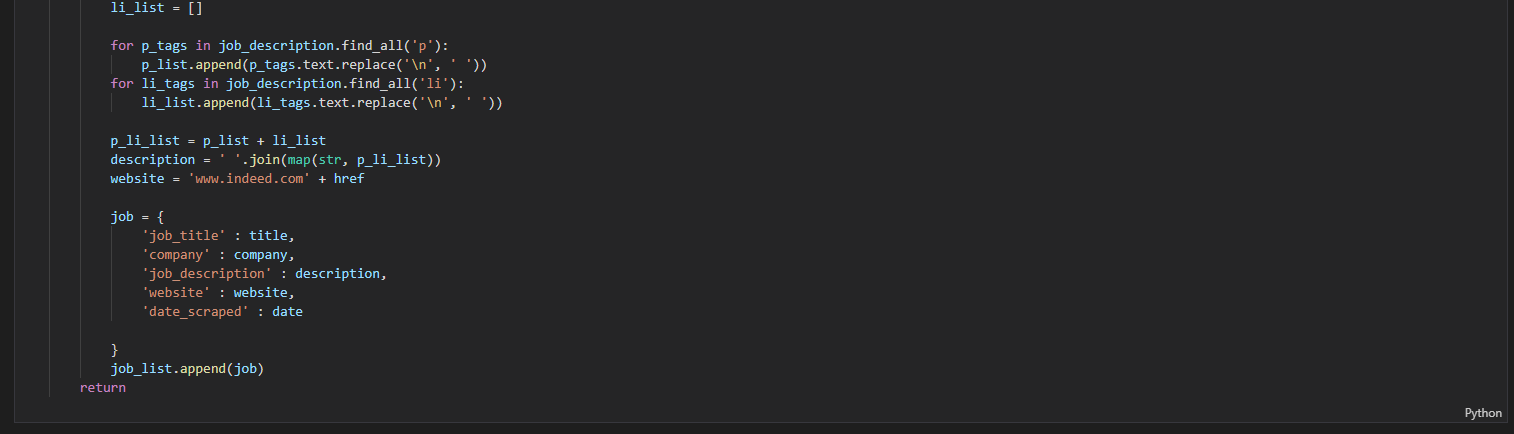 li_list = []
for p_tags in job_description.find_all('p'):
p_list.append(p_tags.text.replace('\n', ' '))
for li_tags in job_description.find_all('li'):
li_list.append(li_tags.text.replace('\n', ' '))
p_li_list = p_list + li_list
description = ' '.join(map(str, p_li_list))
website = 'www.indeed.com' + href
job = {
'job_title' : title,
'company' : company,
'job_description' : description,
'website' : website,
'date_scraped' : date
}
job_list.append(job)
return
Python